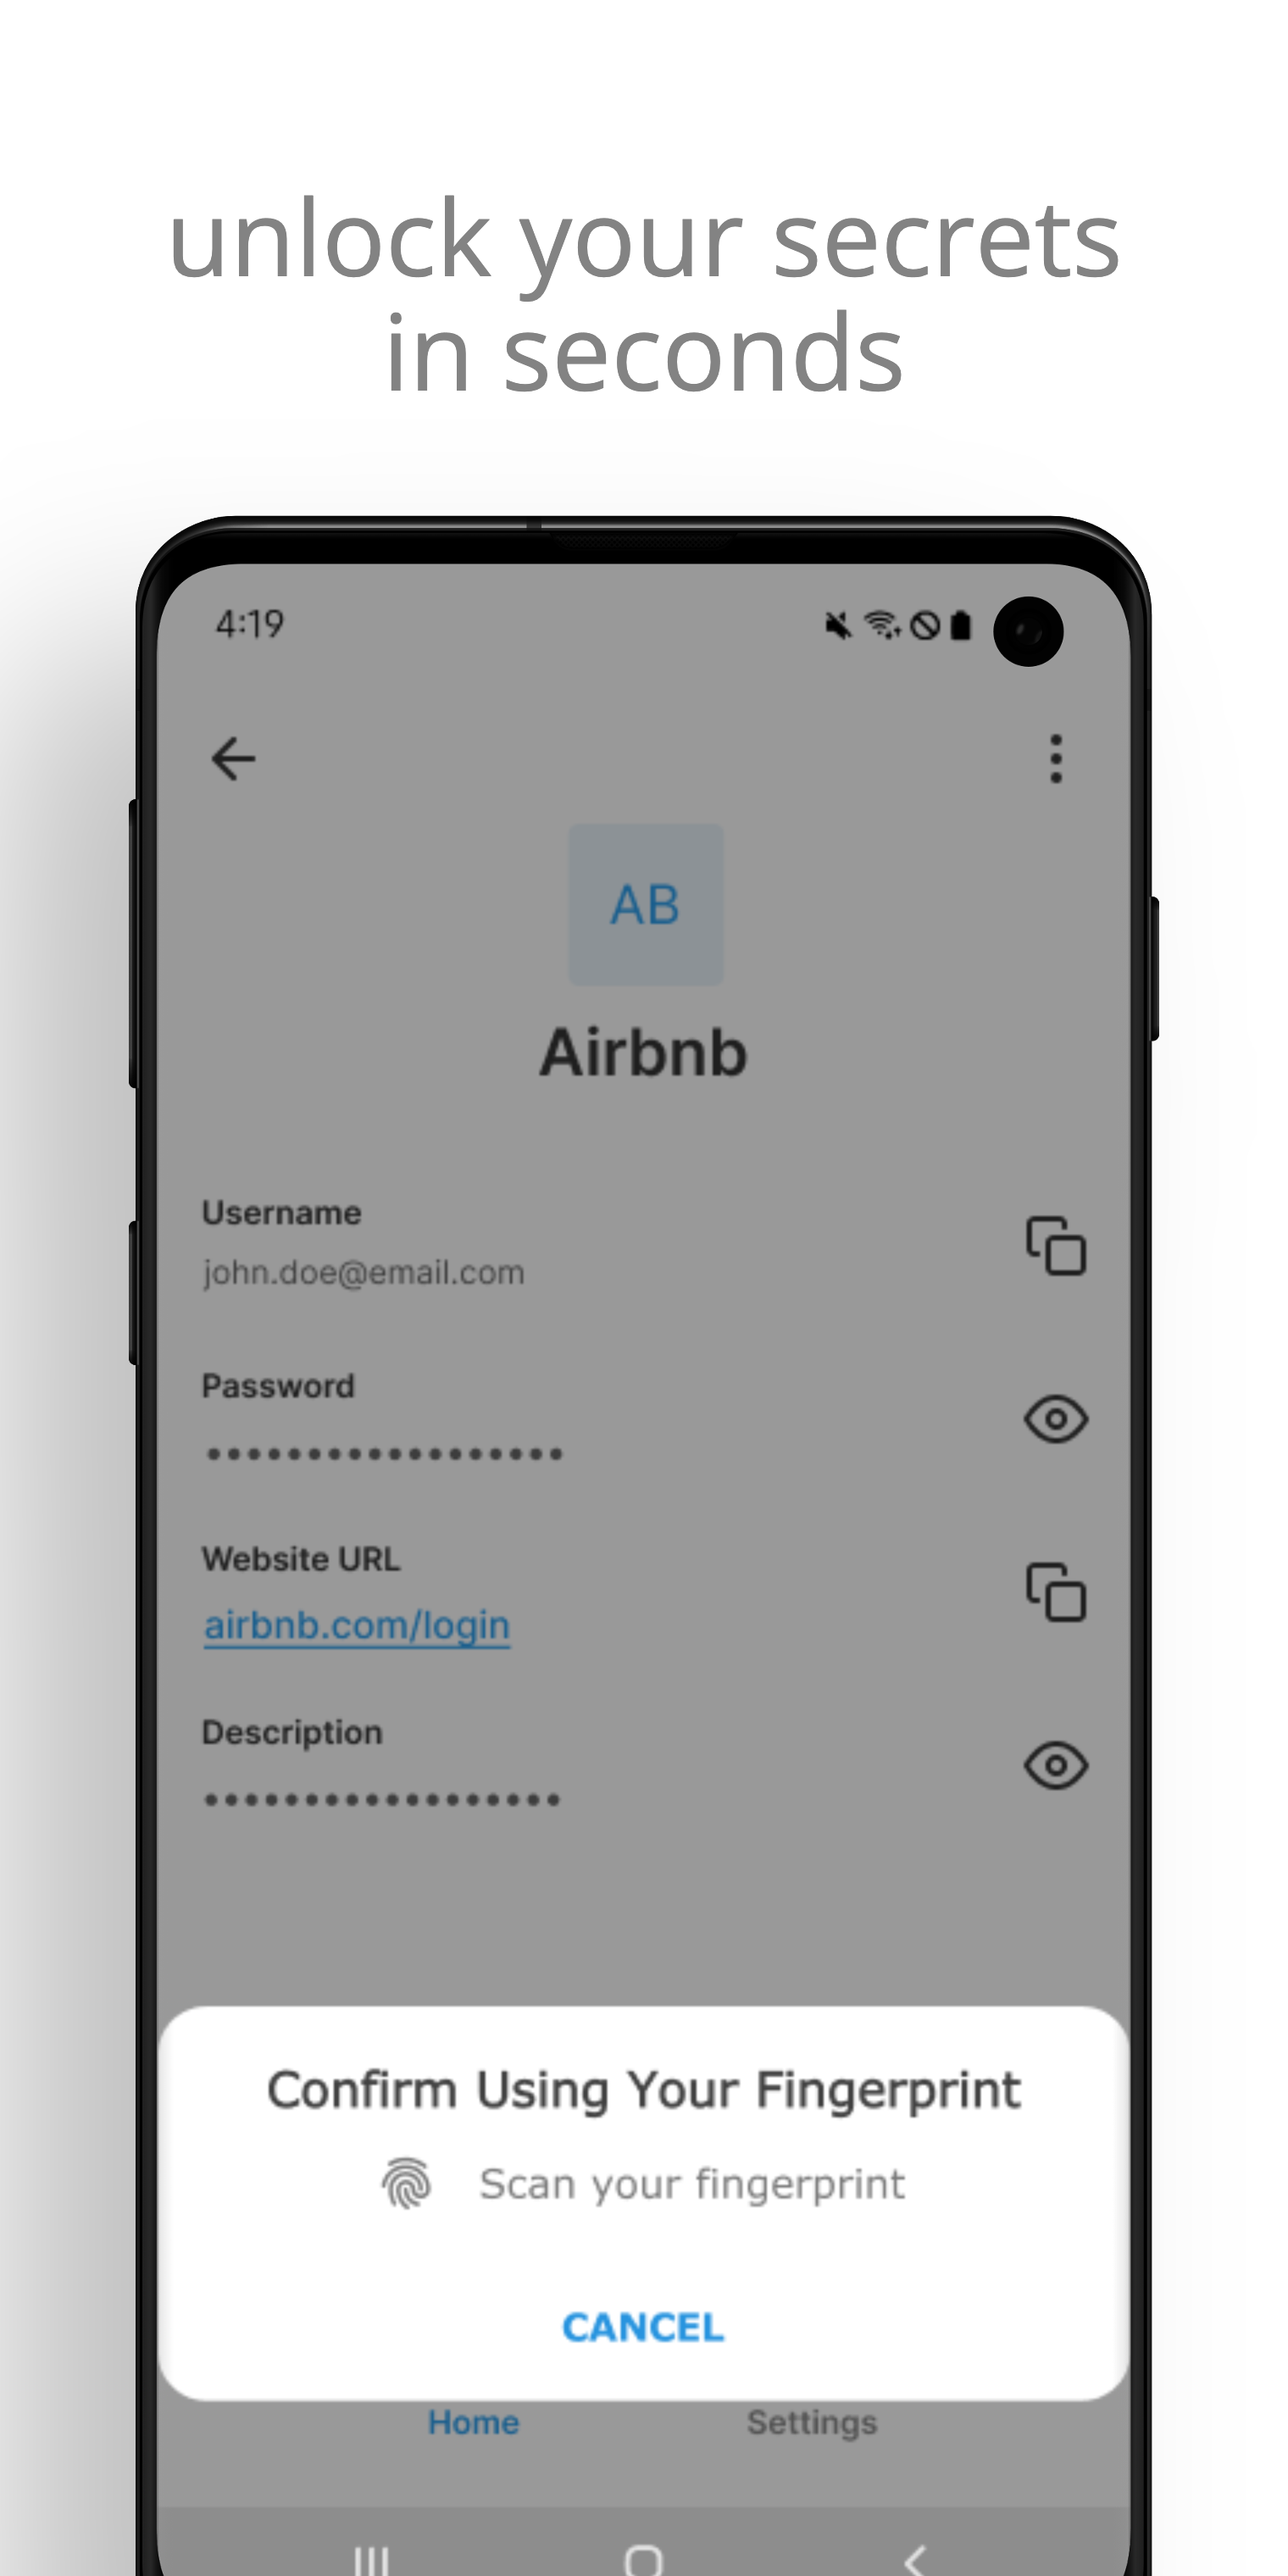 unlock your secrets
in seconds
4:19
AB
Airbnb
Username
john.doe@email.com
Password
••••••••••••••••••
Website URL
airbnb.com/login
Description
••••••••••••••••••
Confirm Using Your Fingerprint
Scan your fingerprint
CANCEL
Home Settings